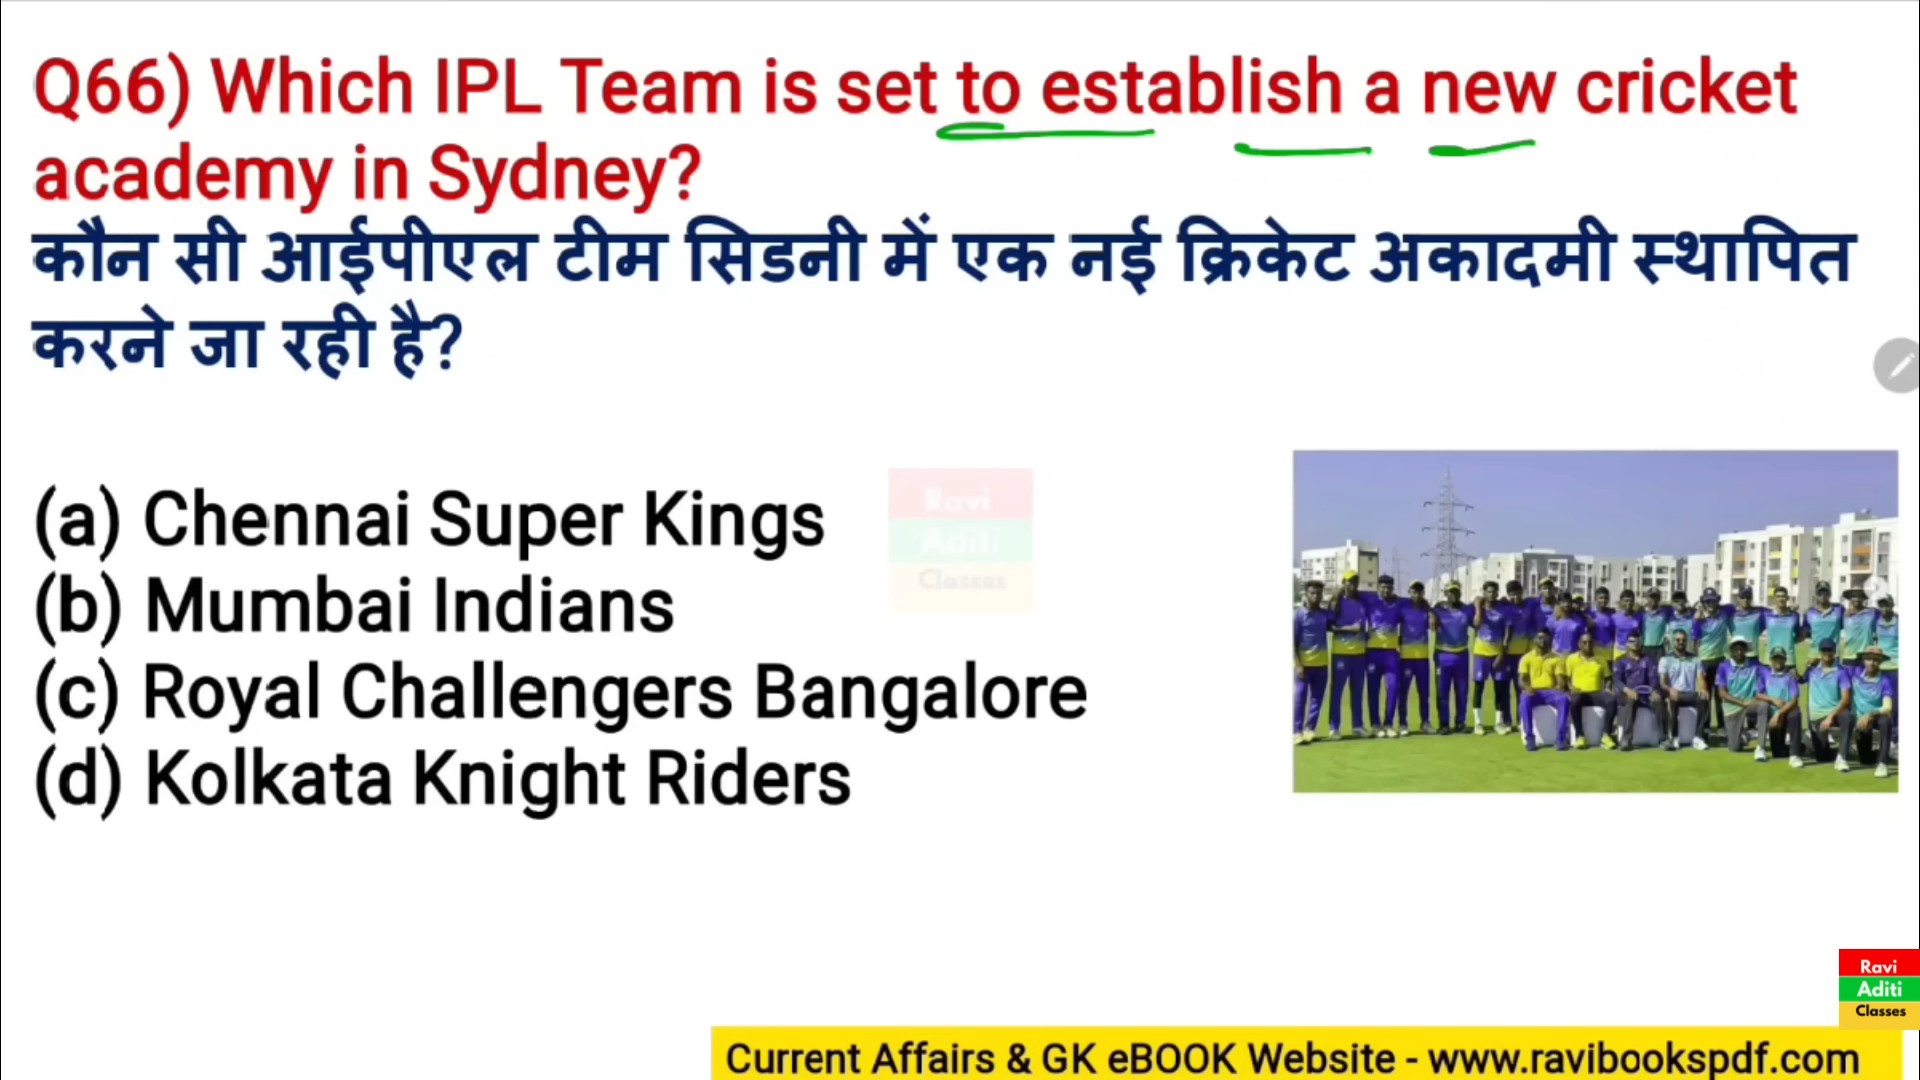 Q66) Which IPL Team is set to establish a new cricket
academy in Sydney?
कौन सी आईपीएल टीम सिडनी में एक नई क्रिकेट अकादमी स्थापित
करने जा रही है?
(a) Chennai Super Kings
(b) Mumbai Indians
(c) Royal Challengers Bangalore
(d) Kolkata Knight Riders
Ravi
Aditi
Classes
Ravi
Aditi
Classes
Current Affairs & GK eBOOK Website - www.ravibookspdf.com